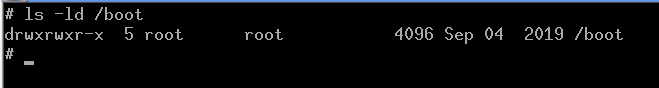 # ls -ld /boot
drwxrwxr-x  5 root      root            4096 Sep 04  2019 /boot
# _